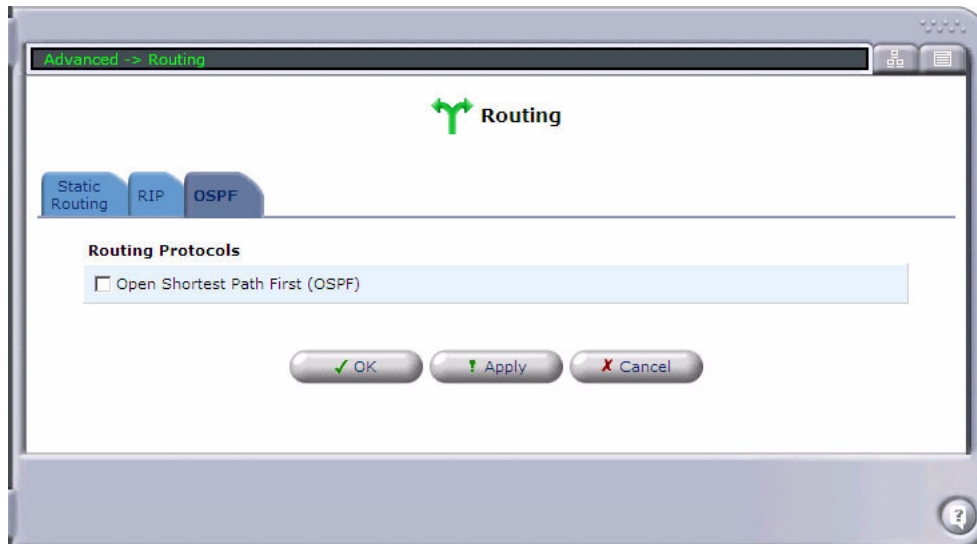 Advanced -> Routing
Routing
Static
Routing
RIP
OSPF
Routing Protocols
Open Shortest Path First (OSPF)
OK
Apply
Cancel
?